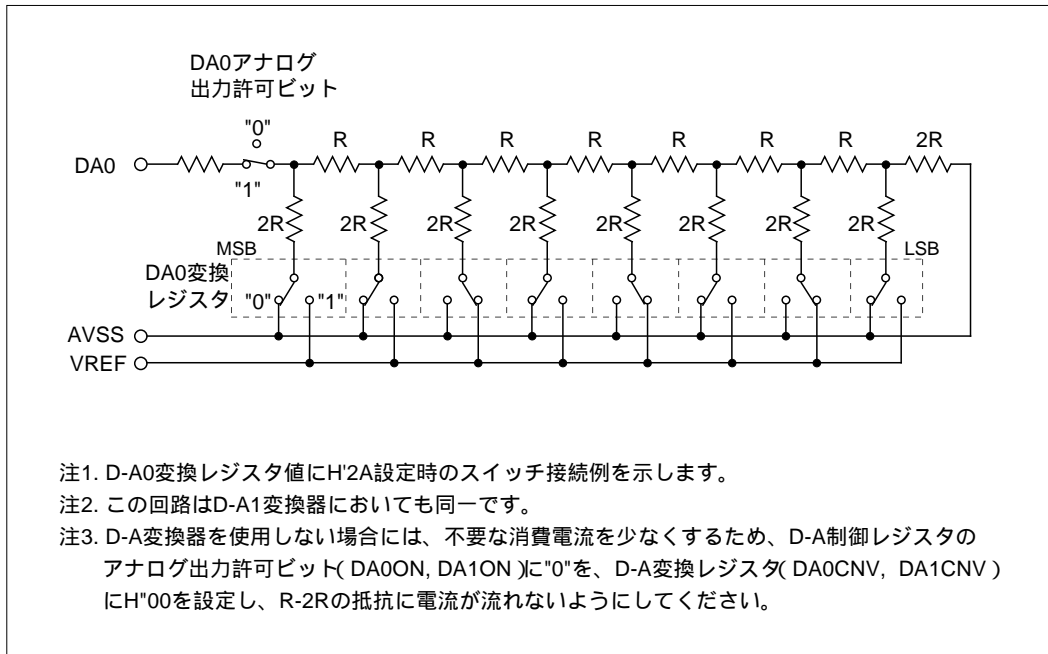 DA0アナログ
出力許可ビット
"0"
R R R R R R R 2R
DA0
"1"
2R 2R 2R 2R 2R 2R 2R 2R
MSB LSB
DA0変換
レジスタ "0" "1"
AVSS
VREF
注1. D-A0変換レジスタ値にH'2A設定時のスイッチ接続例を示します。
注2. この回路はD-A1変換器においても同一です。
注3. D-A変換器を使用しない場合には、不要な消費電流を少なくするため、D-A制御レジスタの
アナログ出力許可ビット( DA0ON, DA1ON )に"0"を、D-A変換レジスタ( DA0CNV, DA1CNV )
にH"00を設定し、R-2Rの抵抗に電流が流れないようにしてください。